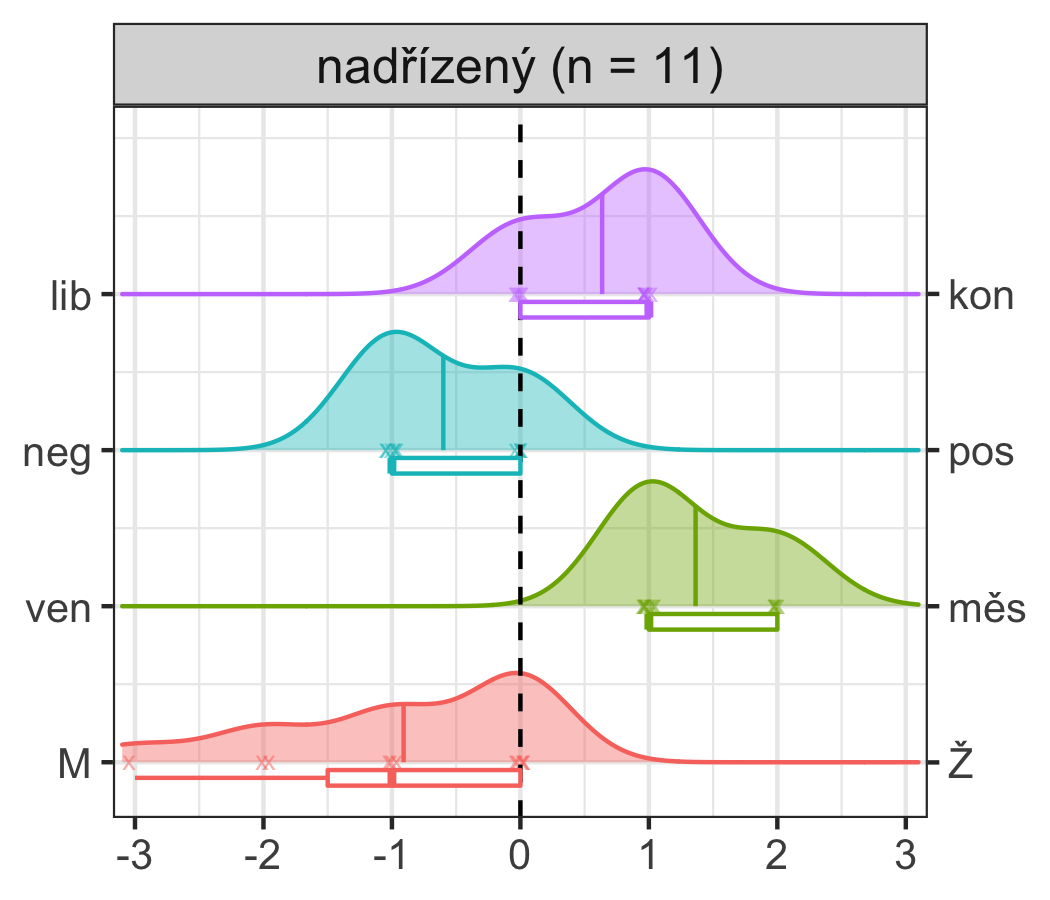 nadřízený (n = 11)
lib kon
neg pos
ven měs
M Ž
-3 -2 -1 0 1 2 3